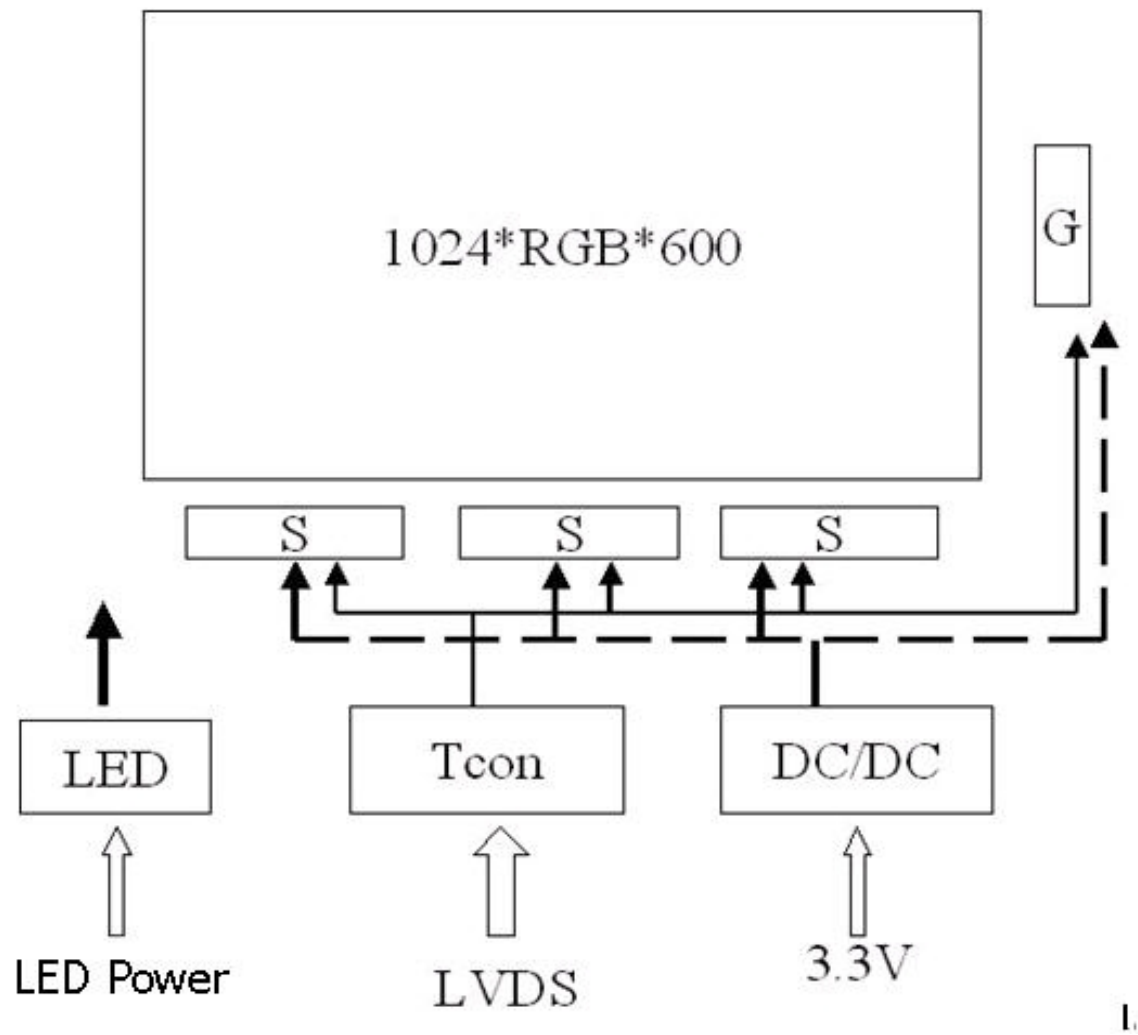 1024*RGB*600
G
S
S
S
LED
Tcon
DC/DC
LED Power
LVDS
3.3V